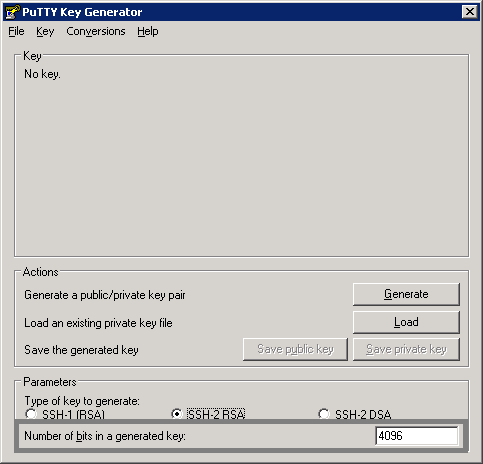 PuTTY Key Generator
File Key Conversions Help
Key
No key.
Actions
Generate a public/private key pair Generate
Load an existing private key file Load
Save the generated key Save public key Save private key
Parameters
Type of key to generate:
SSH-1 (RSA) SSH-2 RSA SSH-2 DSA
Number of bits in a generated key: 4096